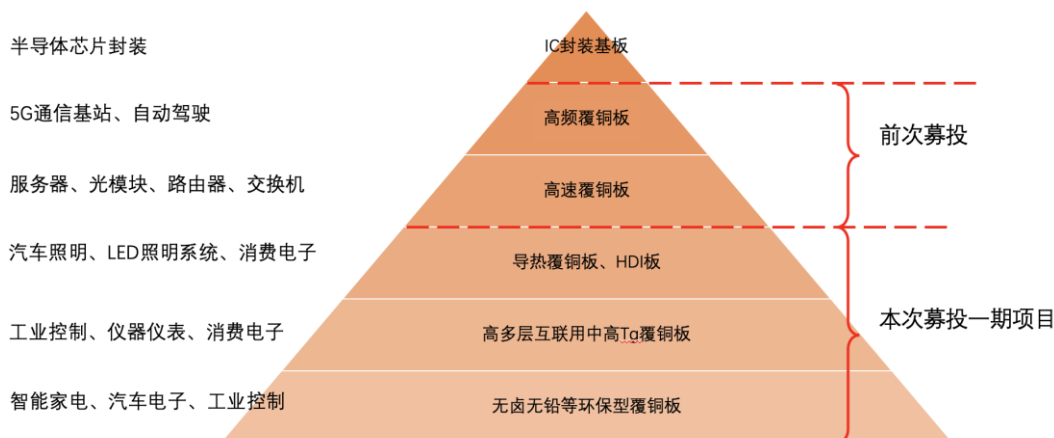 半导体芯片封装
IC封装基板
5G通信基站、自动驾驶
高频覆铜板
前次募投
服务器、光模块、路由器、交换机
高速覆铜板
汽车照明、LED照明系统、消费电子
导热覆铜板、HDI板
工业控制、仪器仪表、消费电子
高多层互联用中高Tg覆铜板
本次募投一期项目
智能家电、汽车电子、工业控制
无卤无铅等环保型覆铜板